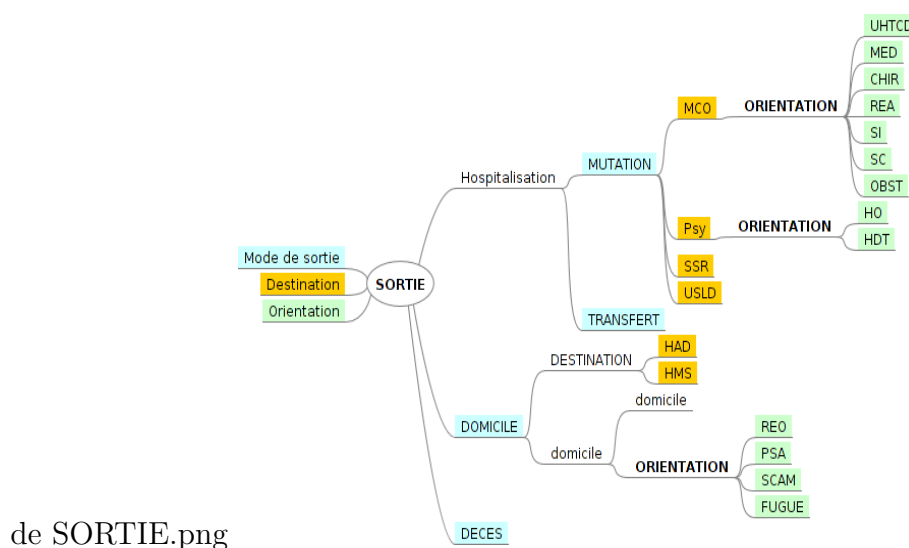 UHTCD
MED
CHIR
MCO
ORIENTATION
REA
SI
SC
OBST
MUTATION
Hospitalisation
HO
Psy
ORIENTATION
HDT
Mode de sortie
SSR
Destination
SORTIE
USLD
Orientation
TRANSFERT
HAD
DESTINATION
HMS
domicile
DOMICILE
REO
domicile
PSA
ORIENTATION
SCAM
FUGUE
DECES
de SORTIE.png